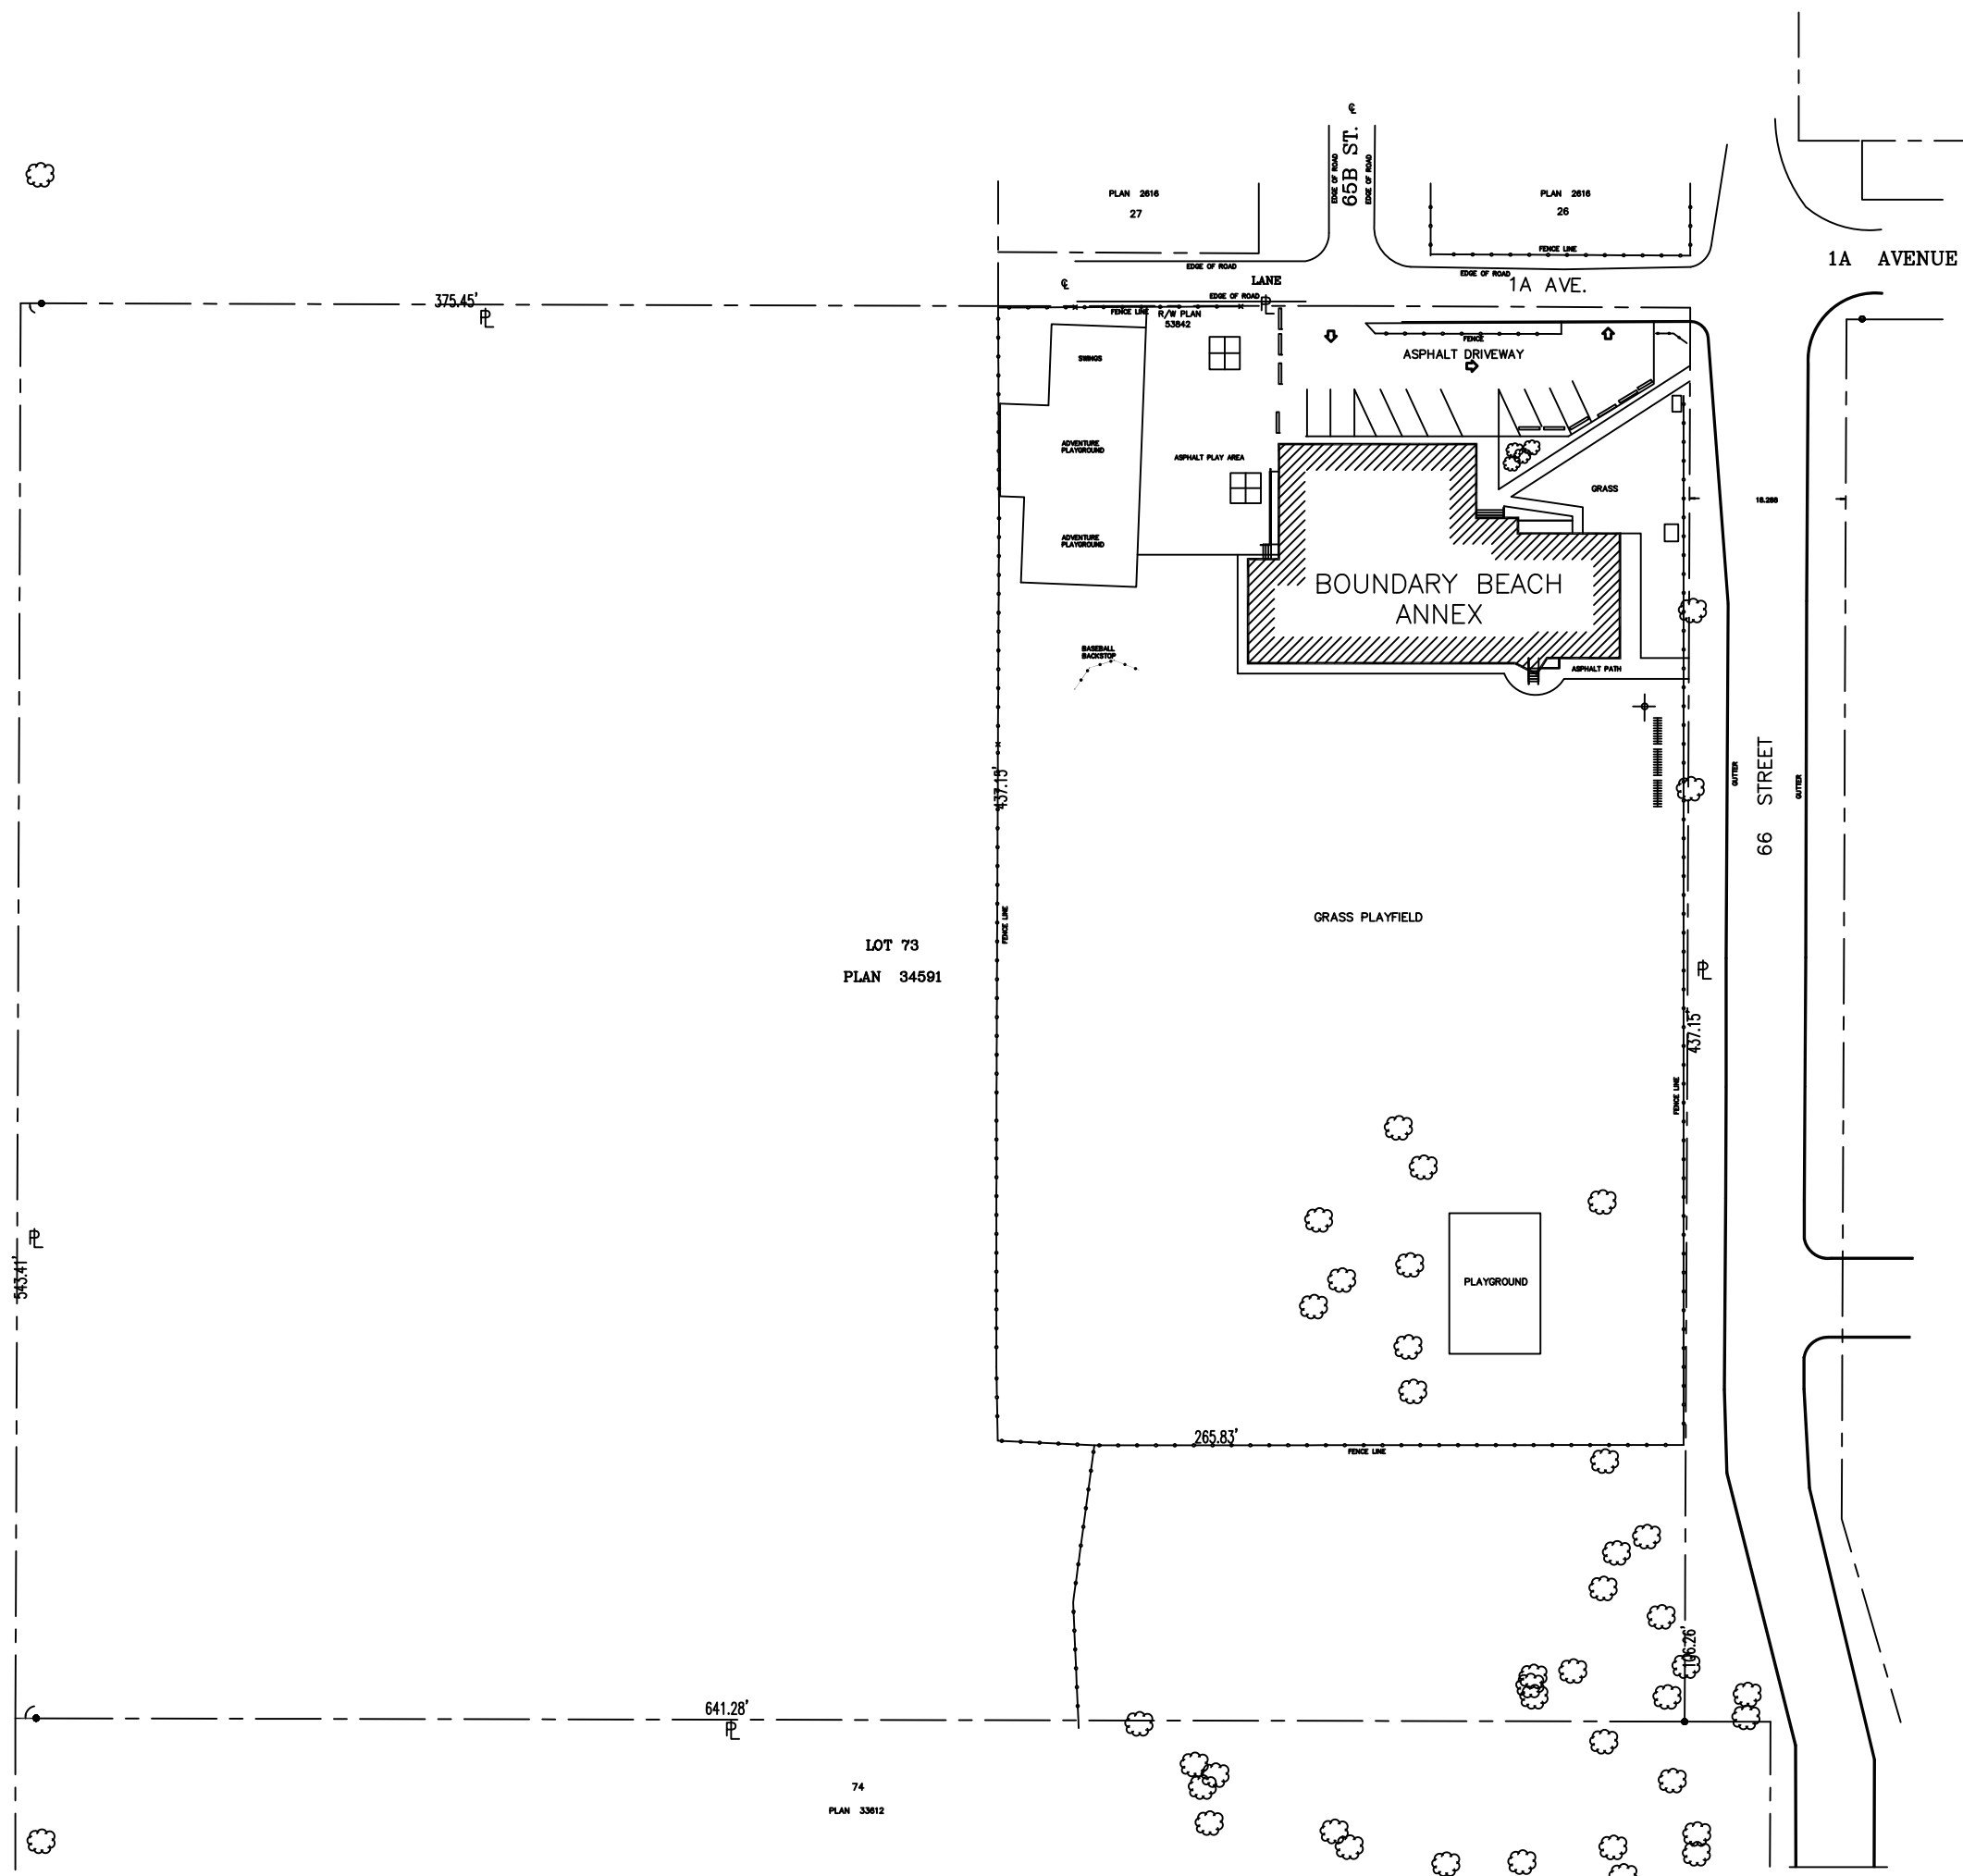 ℄
65B ST.
EDGE OF ROAD
EDGE OF ROAD
PLAN 2616
27
PLAN 2616
26
FENCE LINE
EDGE OF ROAD
EDGE OF ROAD
1A AVENUE
℄
LANE
1A AVE.
EDGE OF ROAD
375.45'
PL
FENCE LINE
R/W PLAN
53642
PL
FENCE
ASPHALT DRIVEWAY
SWINGS
ADVENTURE
PLAYGROUND
ASPHALT PLAY AREA
GRASS
18.288
ADVENTURE
PLAYGROUND
BOUNDARY BEACH
ANNEX
BASEBALL
BACKSTOP
ASPHALT PATH
437.15'
GUTTER
66 STREET
GUTTER
GRASS PLAYFIELD
FENCE LINE
LOT 73
PLAN 34591
PL
437.15'
FENCE LINE
PL
543.41'
PLAYGROUND
265.83'
FENCE LINE
106.26'
641.28'
PL
74
PLAN 33612